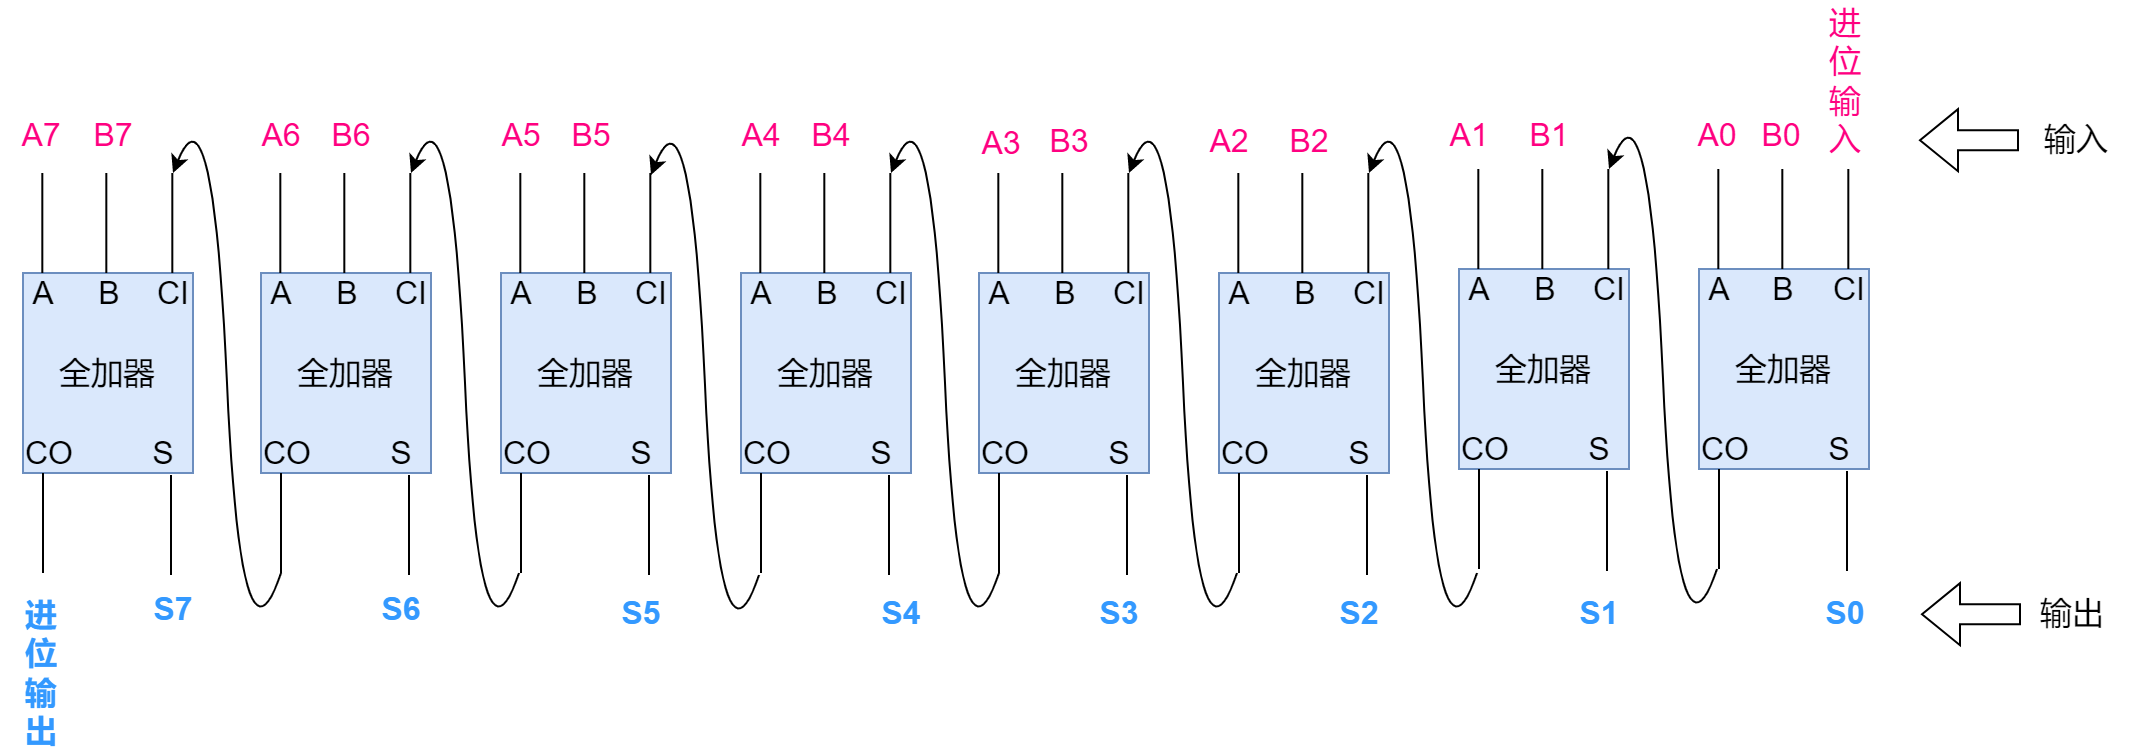 进
位
输
入
A7 B7 A6 B6 A5 B5 A4 B4 A3 B3 A2 B2 A1 B1 A0 B0 输入
A B CI A B CI A B CI A B CI A B CI A B CI A B CI A B CI
全加器 全加器 全加器 全加器 全加器 全加器 全加器 全加器
CO S CO S CO S CO S CO S CO S CO S CO S
S7 S6 S5 S4 S3 S2 S1 S0 输出
进
位
输
出